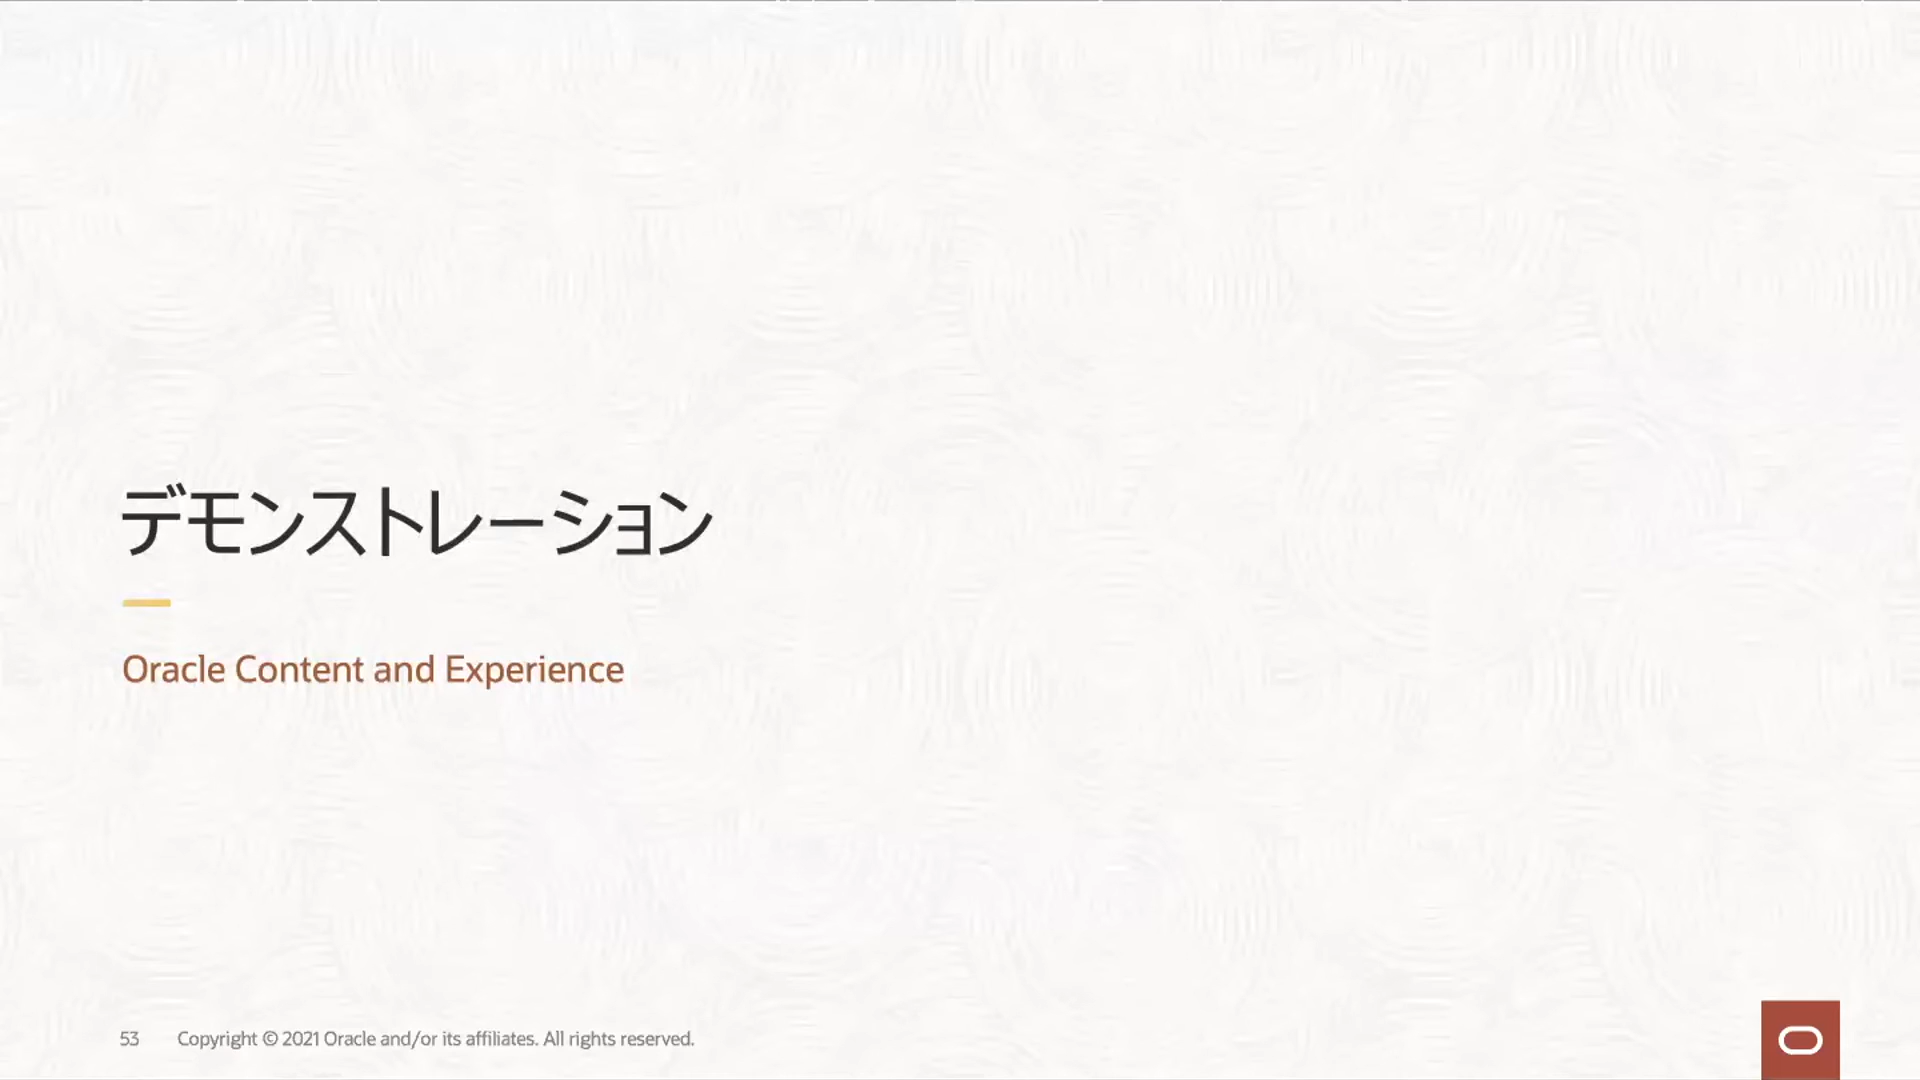 デモンストレーション
Oracle Content and Experience
53 Copyright © 2021 Oracle and/or its affiliates. All rights reserved.